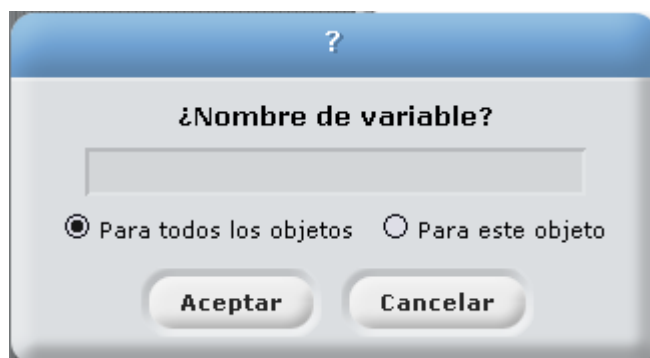 ?
¿Nombre de variable?
Para todos los objetos Para este objeto
Aceptar Cancelar